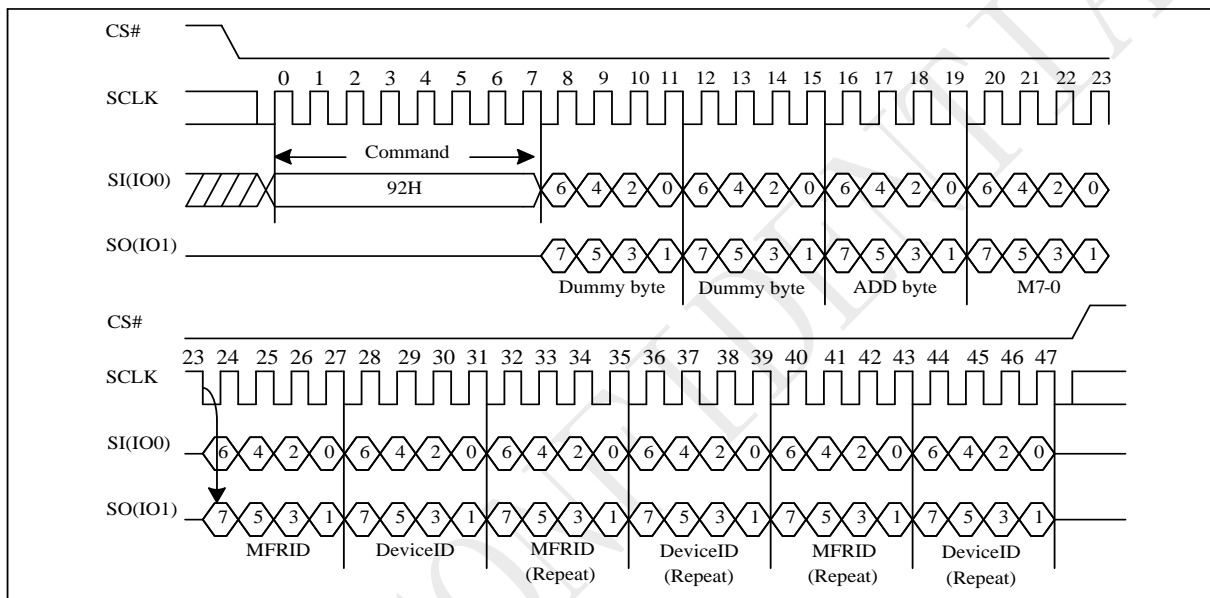 CS#
0 1 2 3 4 5 6 7 8 9 10 11 12 13 14 15 16 17 18 19 20 21 22 23
SCLK
Command
SI(IO0) 92H 6 4 2 0 6 4 2 0 6 4 2 0 6 4 2 0
SO(IO1) 7 5 3 1 7 5 3 1 7 5 3 1 7 5 3 1
Dummy byte Dummy byte ADD byte M7-0
CS#
23 24 25 26 27 28 29 30 31 32 33 34 35 36 37 38 39 40 41 42 43 44 45 46 47
SCLK
SI(IO0) 6 4 2 0 6 4 2 0 6 4 2 0 6 4 2 0 6 4 2 0 6 4 2 0
SO(IO1) 7 5 3 1 7 5 3 1 7 5 3 1 7 5 3 1 7 5 3 1 7 5 3 1
MFRID DeviceID MFRID DeviceID MFRID DeviceID
(Repeat) (Repeat) (Repeat) (Repeat)